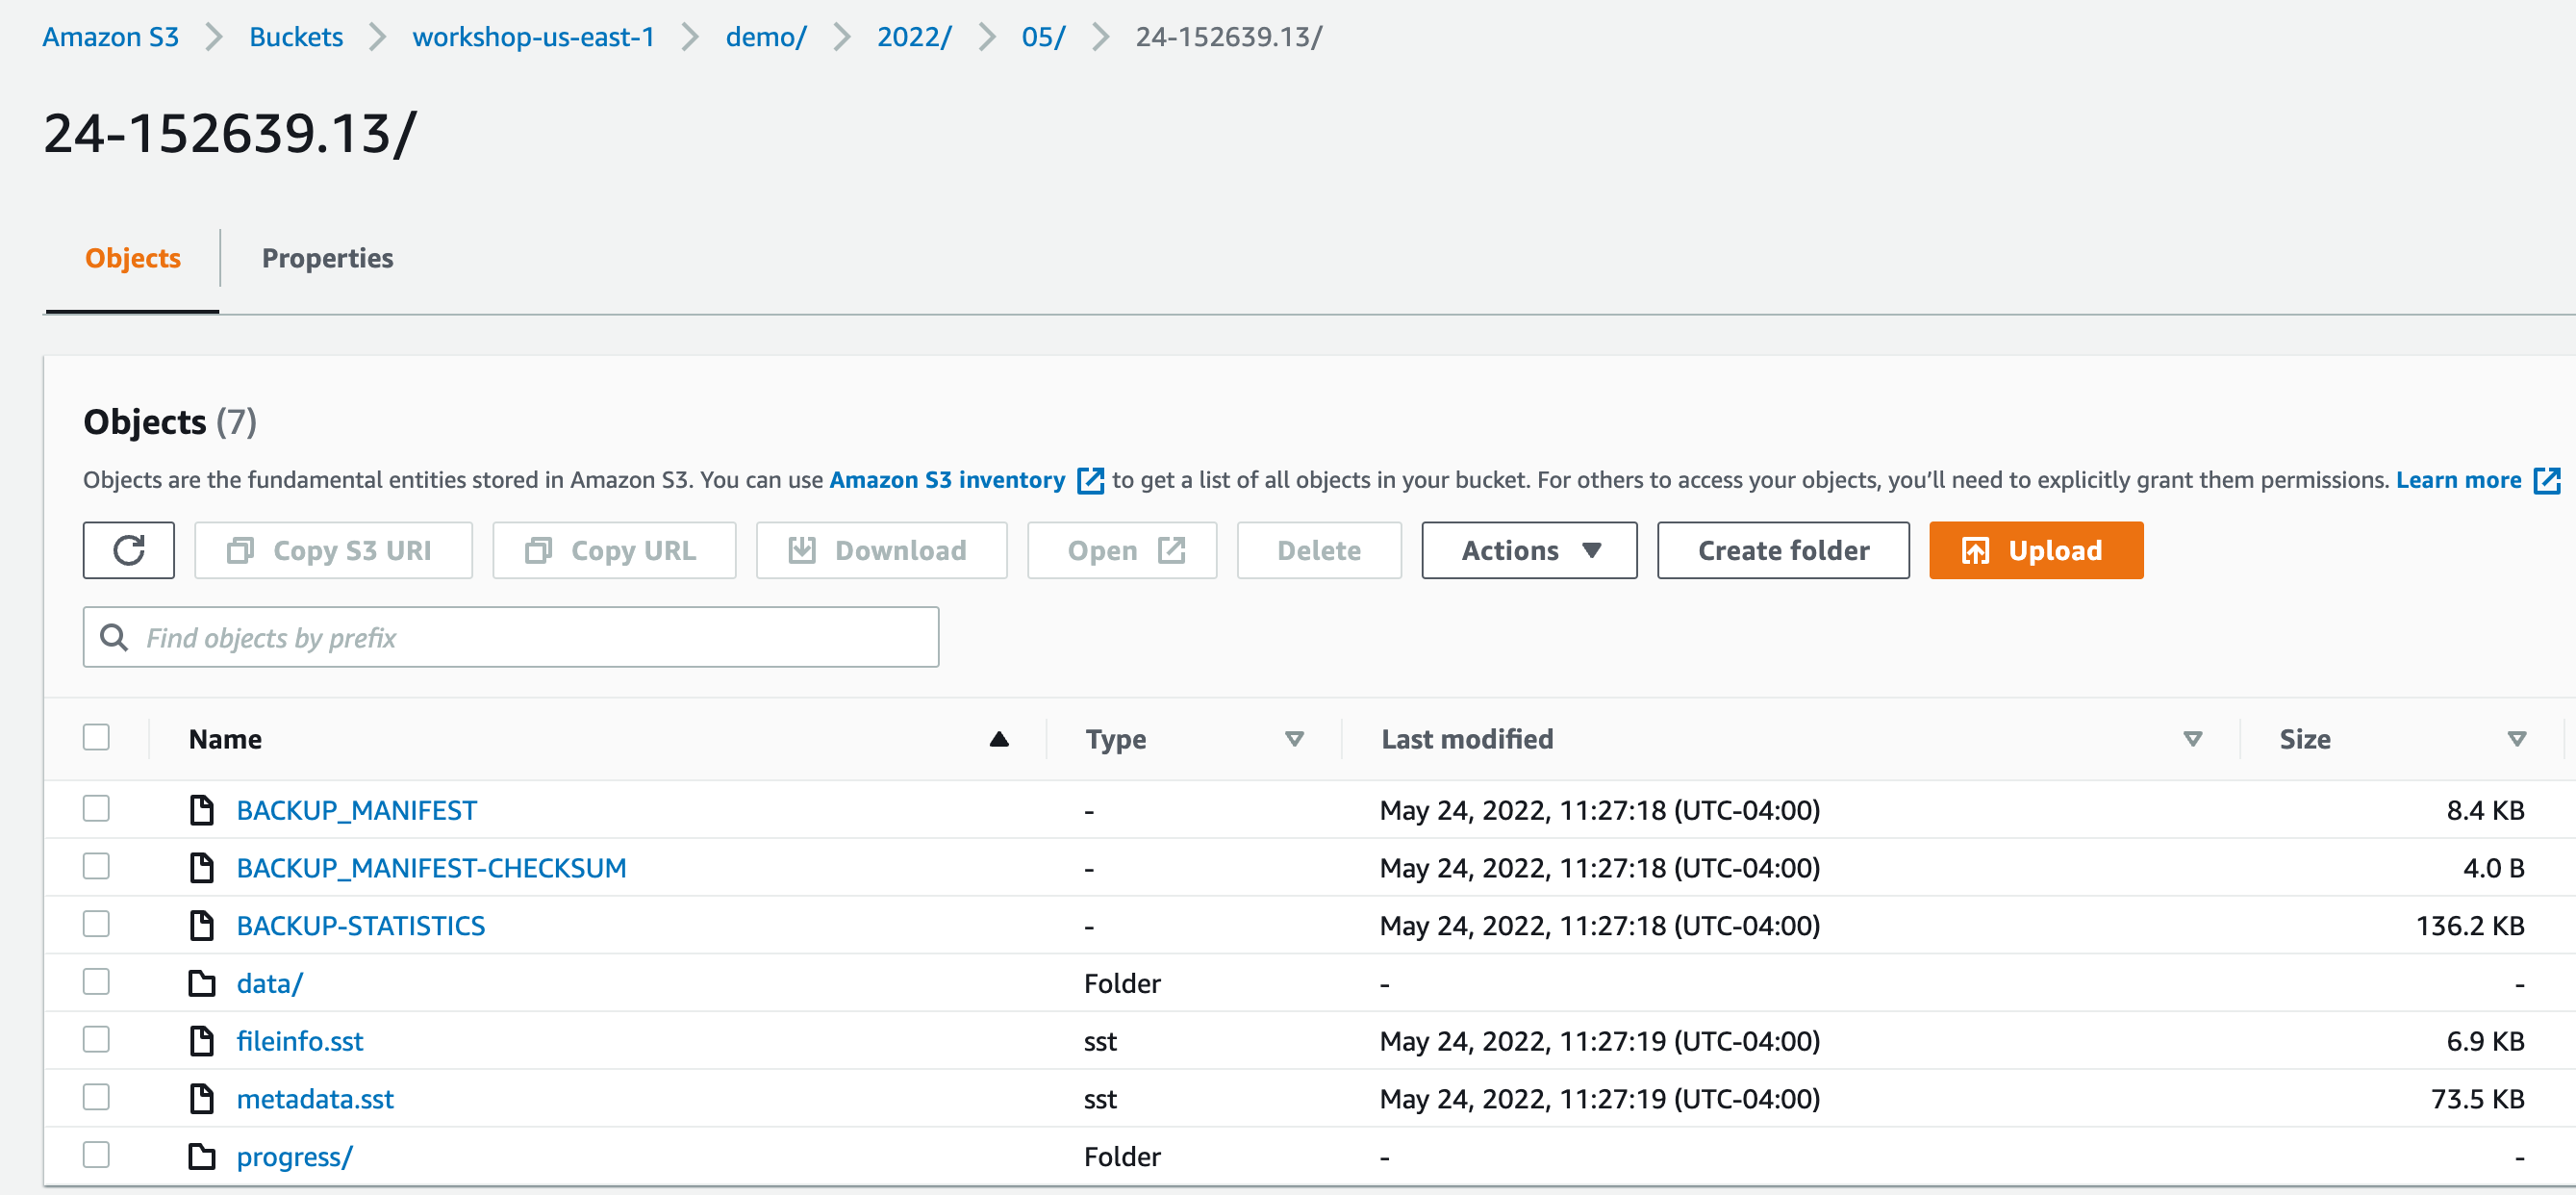 Amazon S3 Buckets workshop-us-east-1 demo/ 2022/ 05/ 24-152639.13/
24-152639.13/
Objects Properties
Objects (7)
Objects are the fundamental entities stored in Amazon S3. You can use Amazon S3 inventory to get a list of all objects in your bucket. For others to access your objects, you'll need to explicitly grant them permissions. Learn more
Copy S3 URI Copy URL Download Open Delete Actions Create folder Upload
Find objects by prefix
Name Type Last modified Size
BACKUP_MANIFEST - May 24, 2022, 11:27:18 (UTC-04:00) 8.4 KB
BACKUP_MANIFEST-CHECKSUM - May 24, 2022, 11:27:18 (UTC-04:00) 4.0 B
BACKUP-STATISTICS - May 24, 2022, 11:27:18 (UTC-04:00) 136.2 KB
data/ Folder - -
fileinfo.sst sst May 24, 2022, 11:27:19 (UTC-04:00) 6.9 KB
metadata.sst sst May 24, 2022, 11:27:19 (UTC-04:00) 73.5 KB
progress/ Folder - -